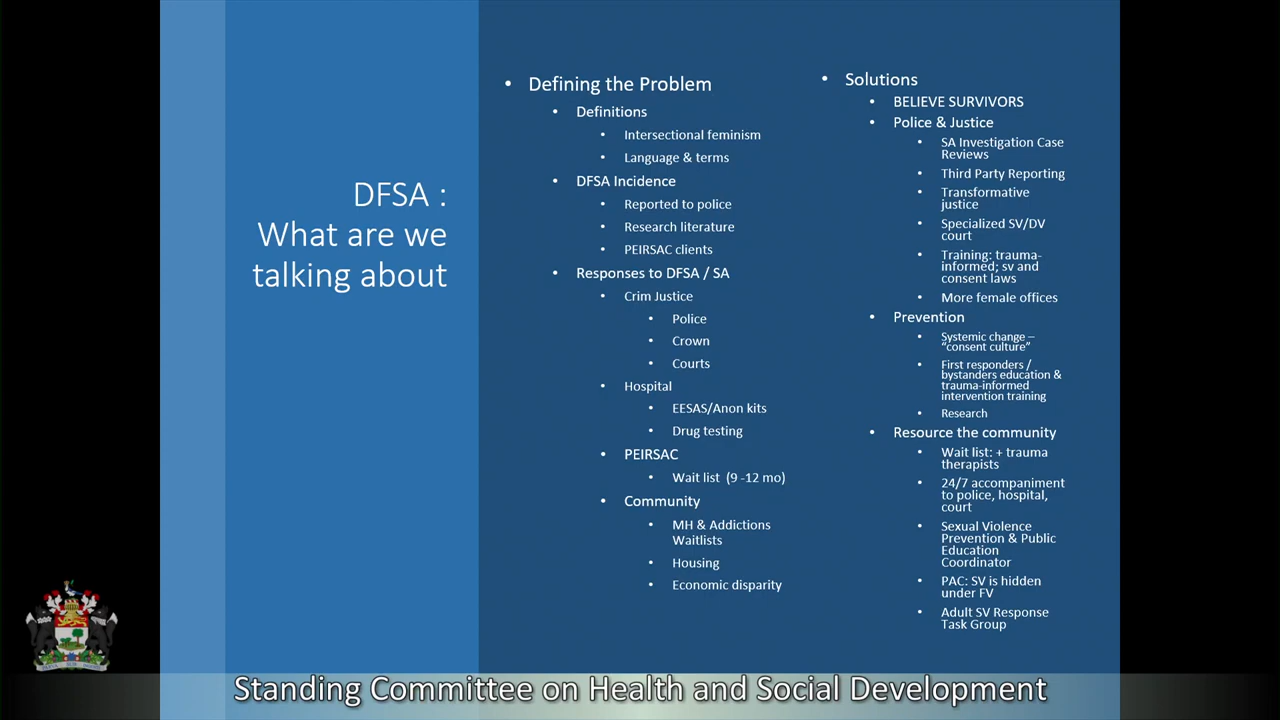 DFSA :
What are we
talking about
• Defining the Problem
• Definitions
• Intersectional feminism
• Language & terms
• DFSA Incidence
• Reported to police
• Research literature
• PEIRSAC clients
• Responses to DFSA / SA
• Crim Justice
• Police
• Crown
• Courts
• Hospital
• EESAS/Anon kits
• Drug testing
• PEIRSAC
• Wait list (9 -12 mo)
• Community
• MH & Addictions
Waitlists
• Housing
• Economic disparity
• Solutions
• BELIEVE SURVIVORS
• Police & Justice
• SA Investigation Case
Reviews
• Third Party Reporting
• Transformative
justice
• Specialized SV/DV
court
• Training: trauma-
informed; sv and
consent laws
• More female offices
• Prevention
• Systemic change –
“consent culture”
• First responders /
bystanders education &
trauma-informed
intervention training
• Research
• Resource the community
• Wait list: + trauma
therapists
• 24/7 accompaniment
to police, hospital,
court
• Sexual Violence
Prevention & Public
Education
Coordinator
• PAC: SV is hidden
under FV
• Adult SV Response
Task Group
Standing Committee on Health and Social Development